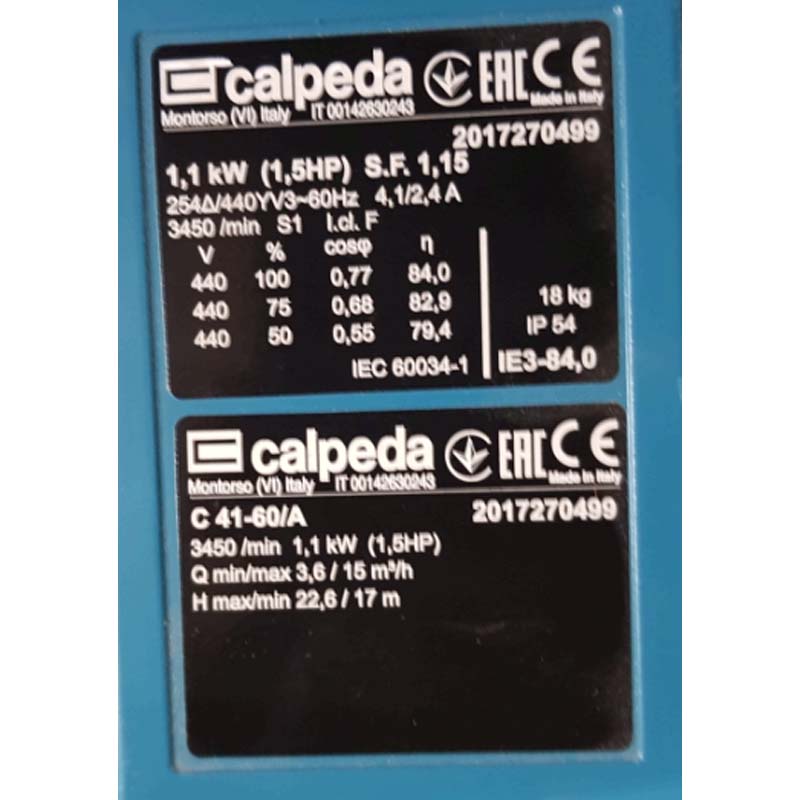 calpeda EAC CE
Montorso (VI) Italy IT 00142630243 Made in Italy
2017270499
1,1 kW (1,5HP) S.F. 1,15
254Δ/440YV3~60Hz 4,1/2,4 A
3450 /min S1 I.cl. F
V % cosφ η
440 100 0,77 84,0
440 75 0,68 82,9
440 50 0,55 79,4
18 kg
IP 54
IEC 60034-1 IE3-84,0
calpeda EAC CE
Montorso (VI) Italy IT 00142630243 Made in Italy
C 41-60/A 2017270499
3450 /min 1,1 kW (1,5HP)
Q min/max 3,6 / 15 m³/h
H max/min 22,6 / 17 m